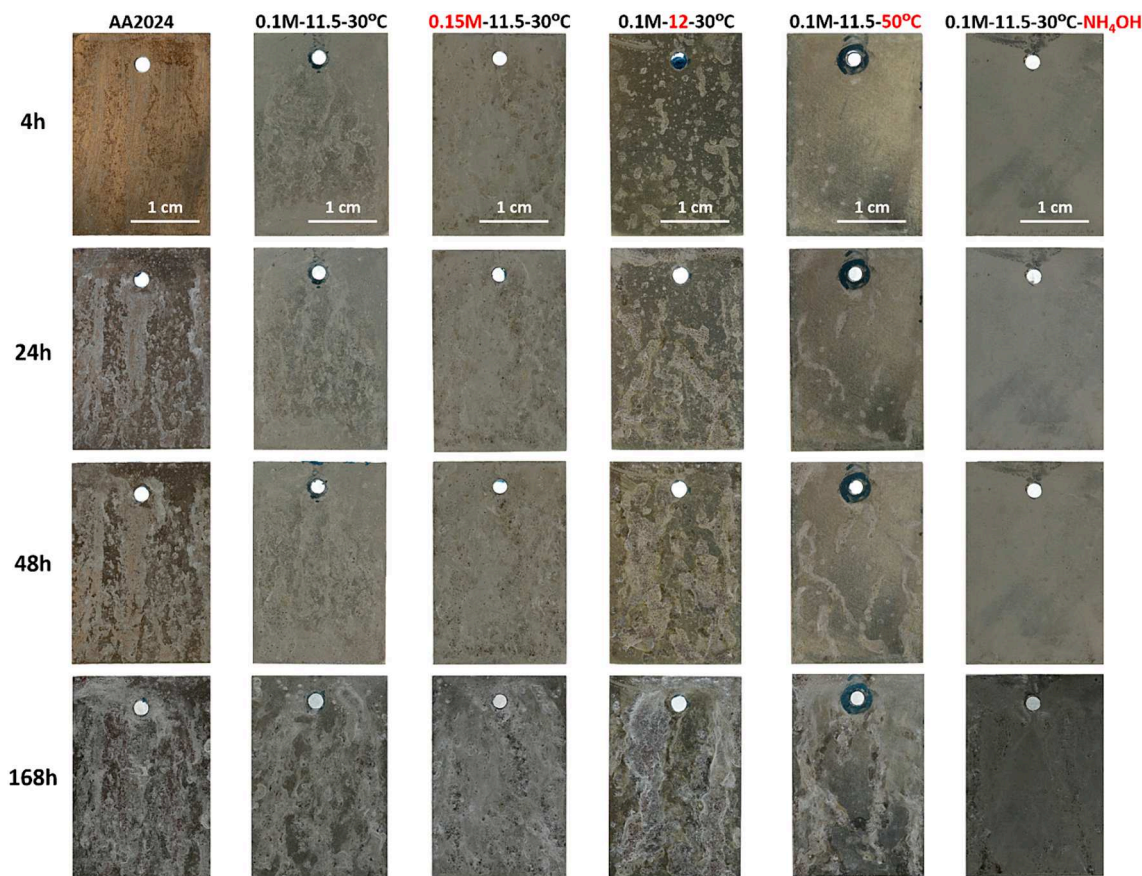 AA2024 0.1M-11.5-30°C 0.15M-11.5-30°C 0.1M-12-30°C 0.1M-11.5-50°C 0.1M-11.5-30°C-NH₄OH
4h
1 cm 1 cm 1 cm 1 cm 1 cm 1 cm
24h
48h
168h